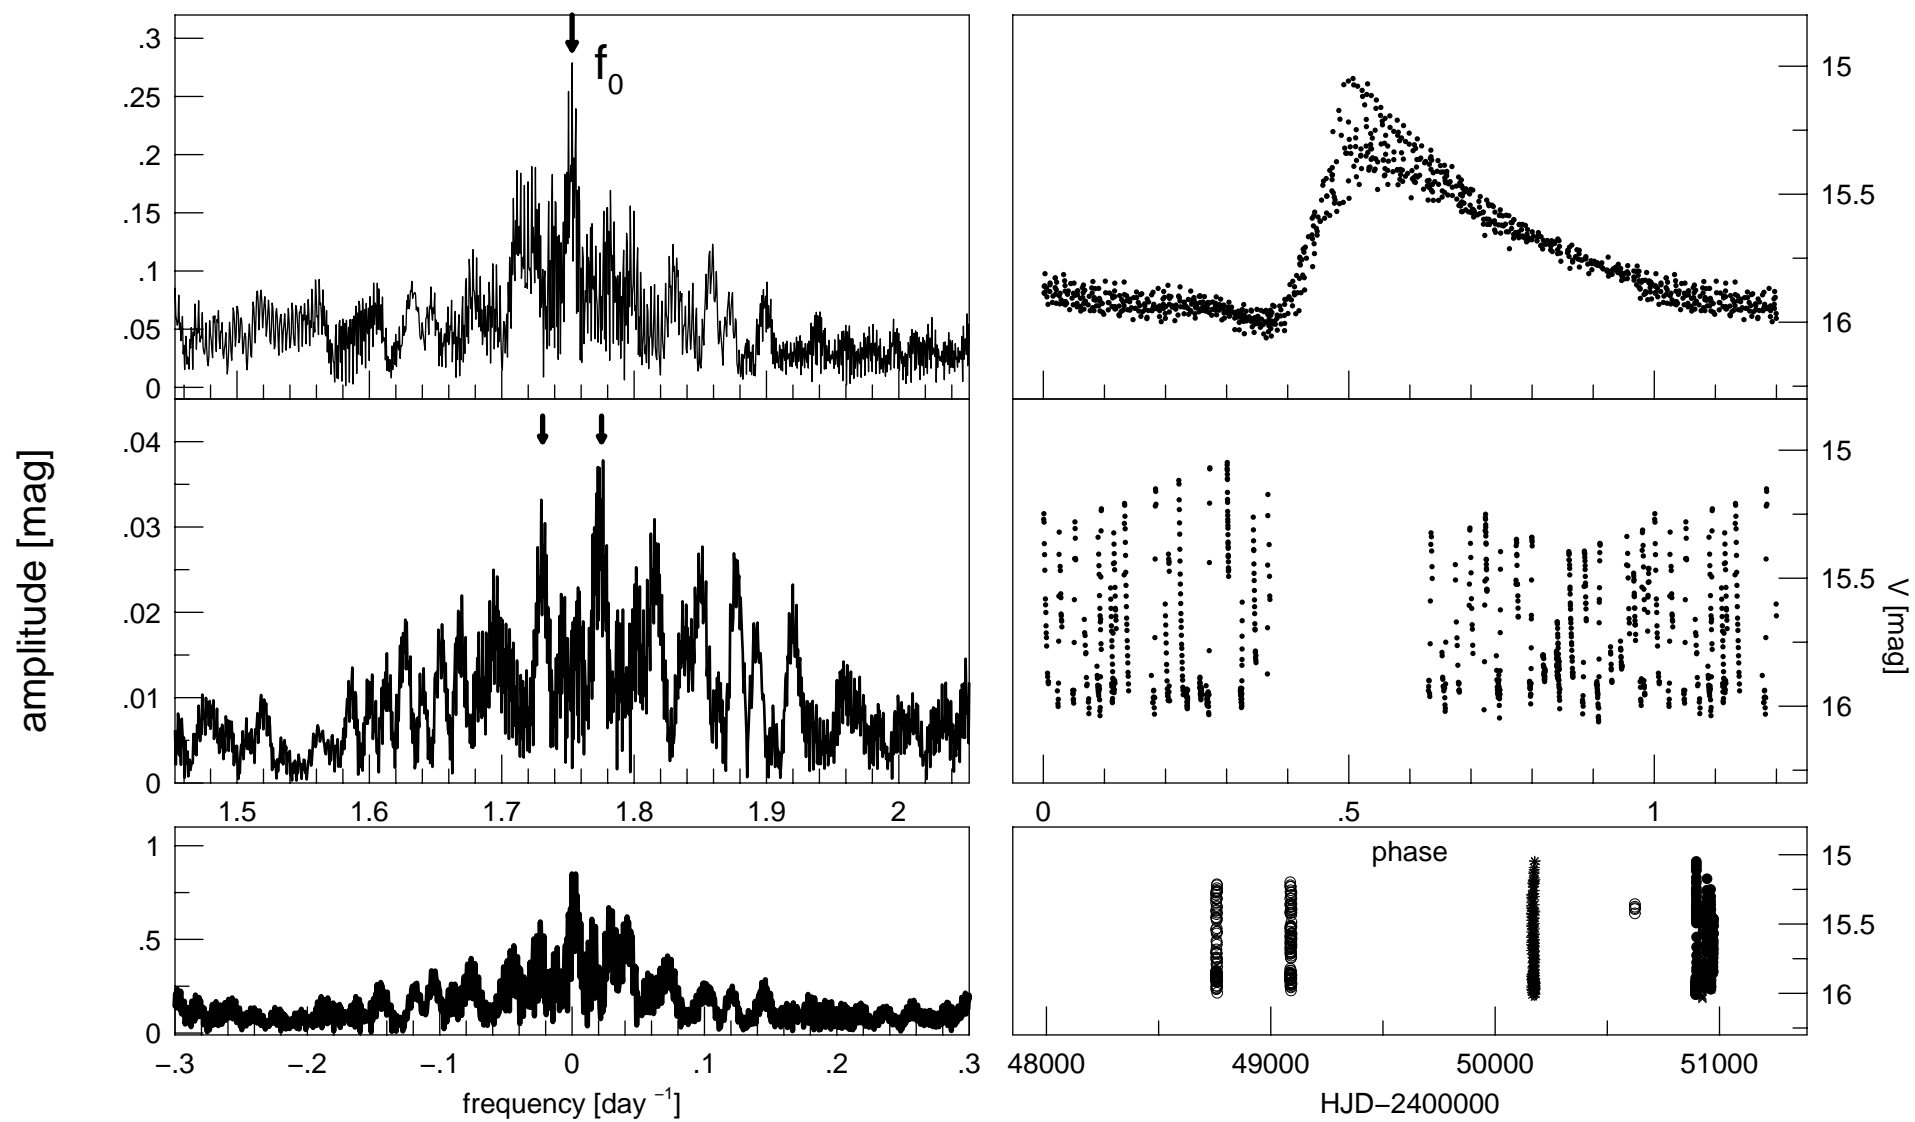 .3
.25
.2
.15
.1
.05
0
f0
15
15.5
16
.04
.03
.02
.01
0
1.5 1.6 1.7 1.8 1.9 2
15
15.5
16
0 .5 1
phase
amplitude [mag]
V [mag]
1
.5
0
−.3 −.2 −.1 0 .1 .2 .3
frequency [day −1]
15
15.5
16
48000 49000 50000 51000
HJD−2400000